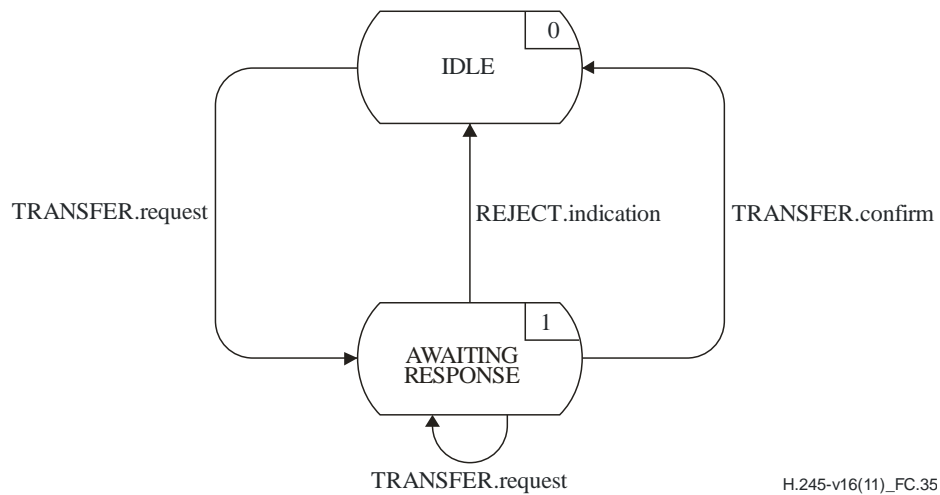 0
IDLE
TRANSFER.request
REJECT.indication
TRANSFER.confirm
1
AWAITING
RESPONSE
TRANSFER.request
H.245-v16(11)_FC.35